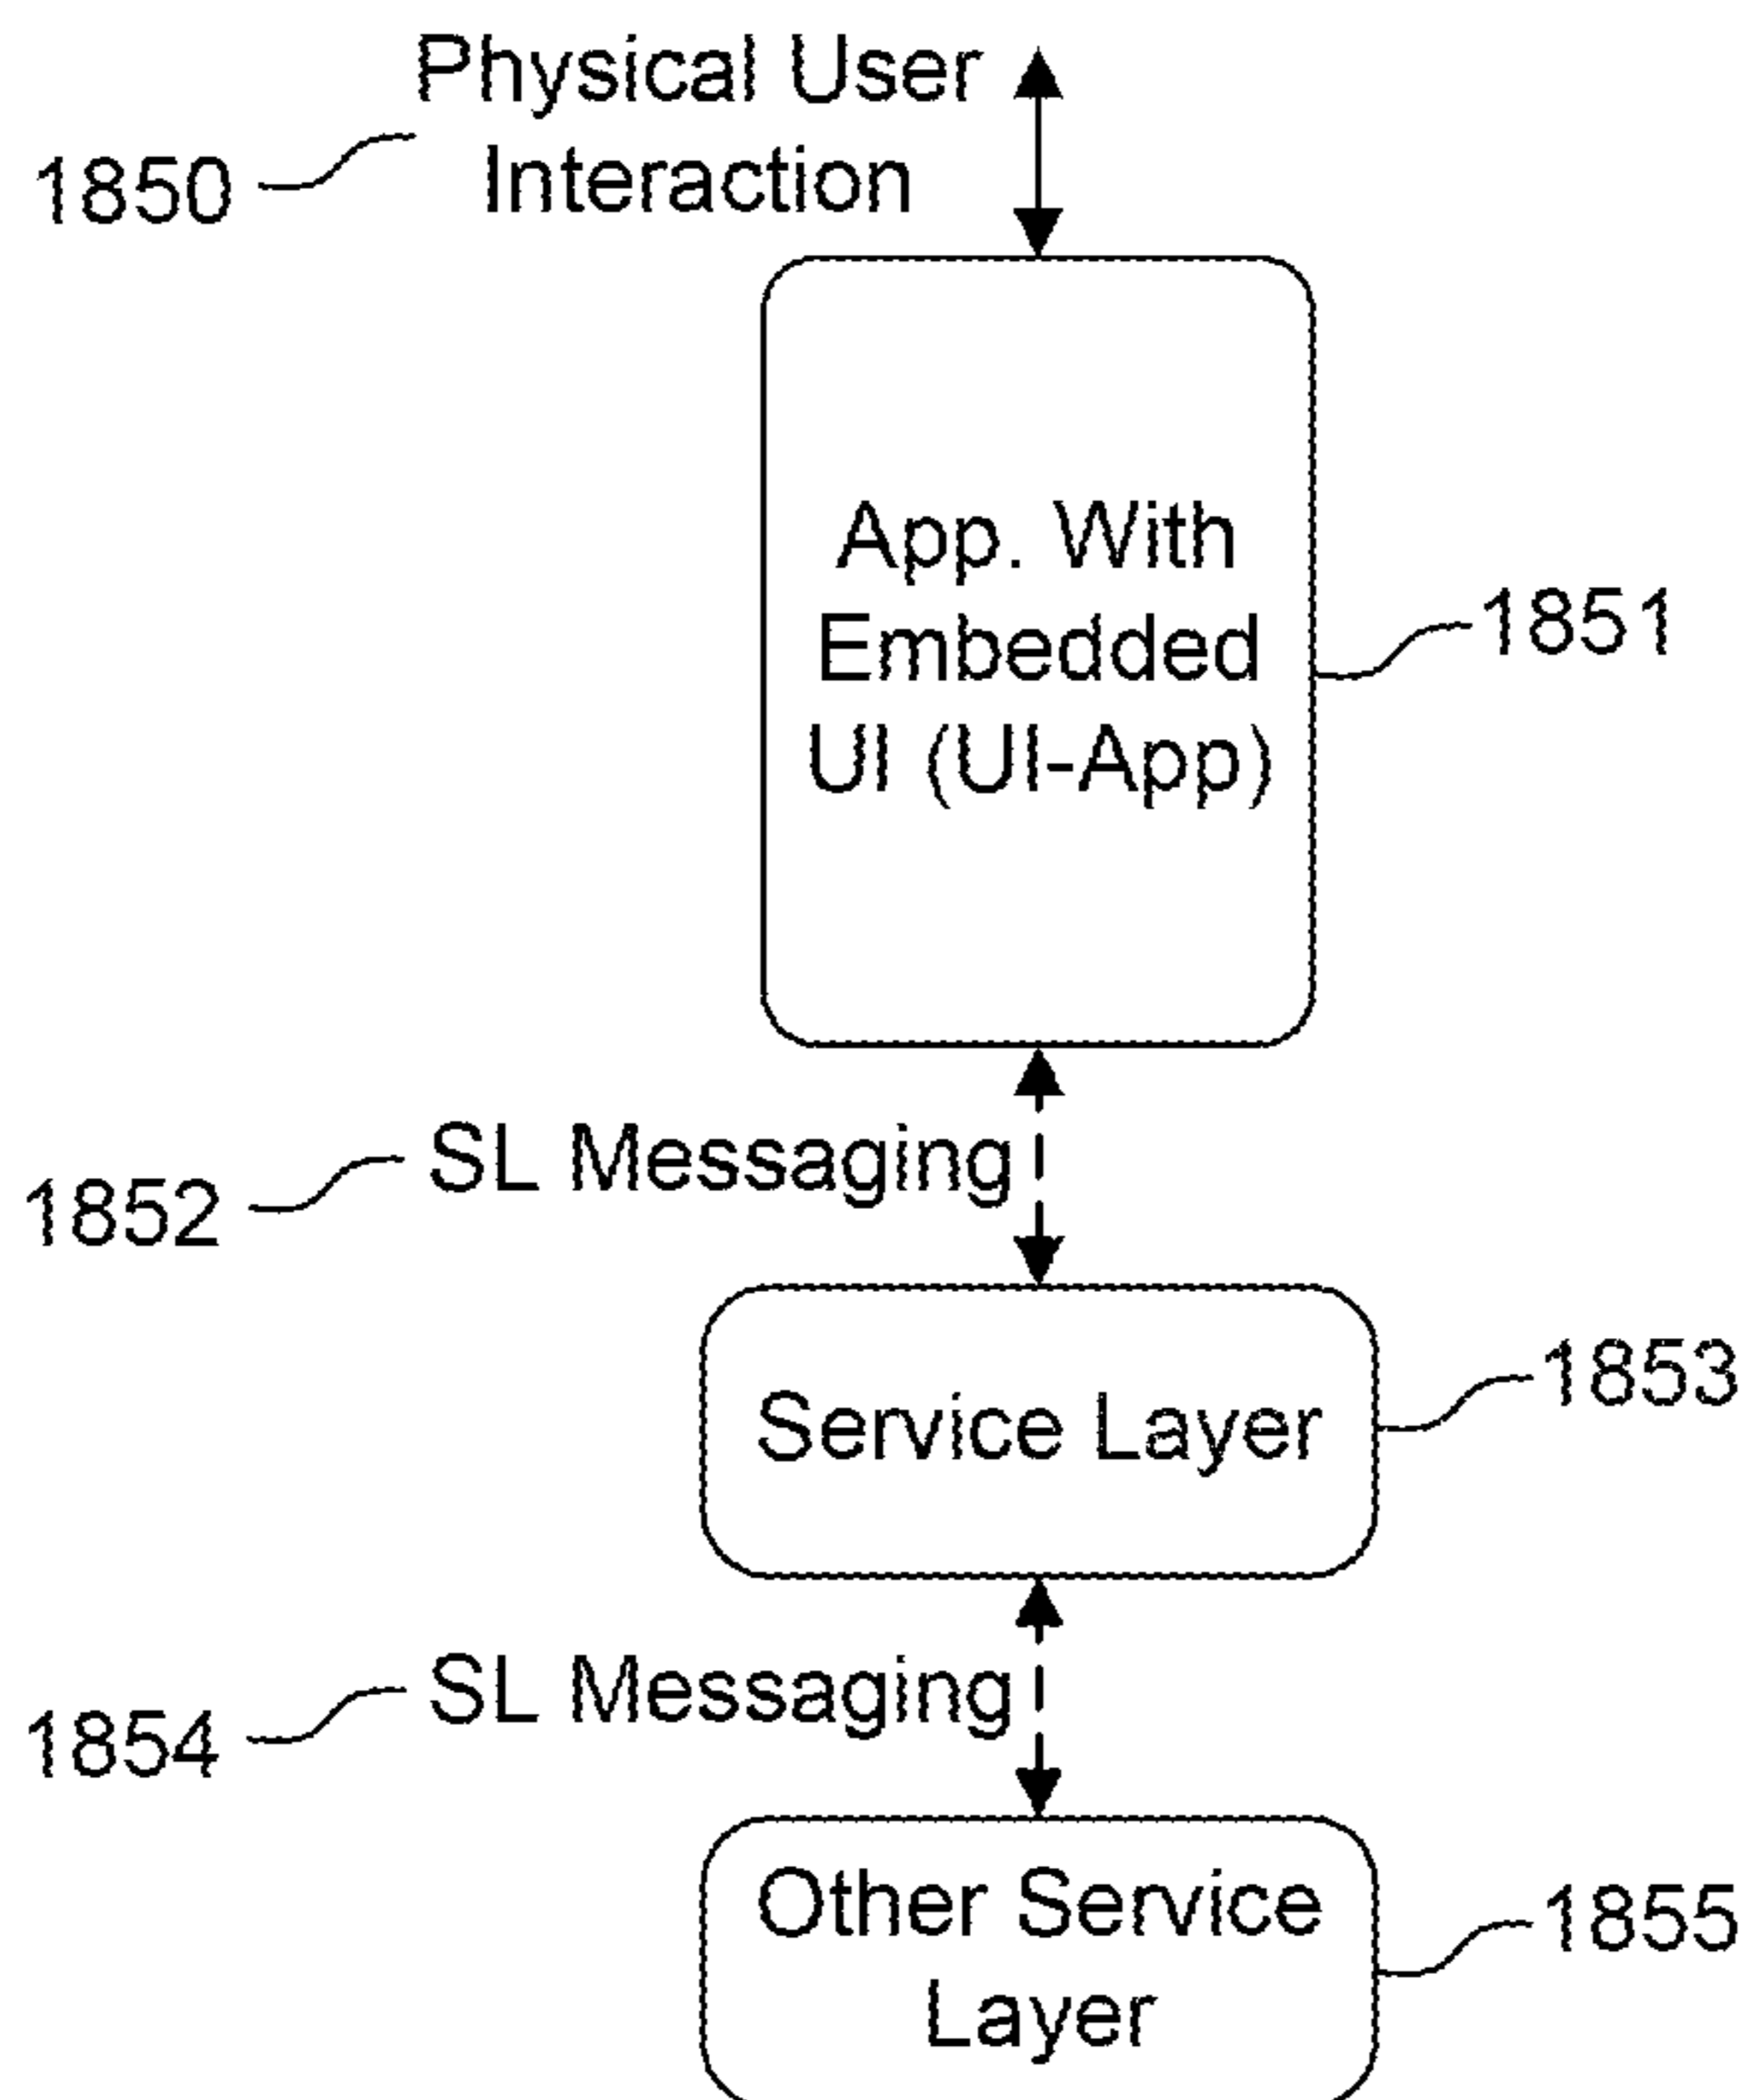 Physical User
Interaction
1850
App. With
Embedded
UI (UI-App)
1851
SL Messaging
1852
Service Layer
1853
SL Messaging
1854
Other Service
Layer
1855